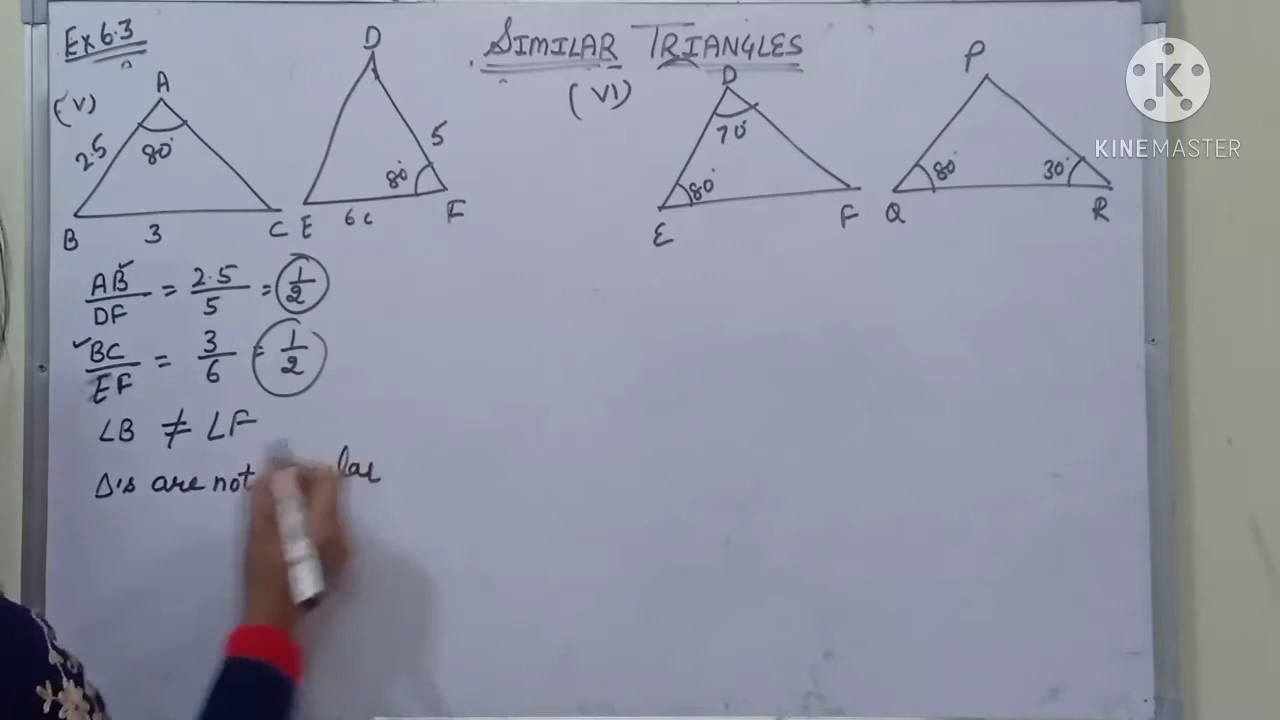 Ex 6.3
SIMILAR TRIANGLES
(v)
A
2.5
80°
B
3
C
D
5
80°
E
6
F
(VI)
D
70°
80°
E
F
P
80°
30°
Q
R
KINEMASTER
AB/DF = 2.5/5 = 1/2
BC/EF = 3/6 = 1/2
∠B ≠ ∠F
Δ's are not